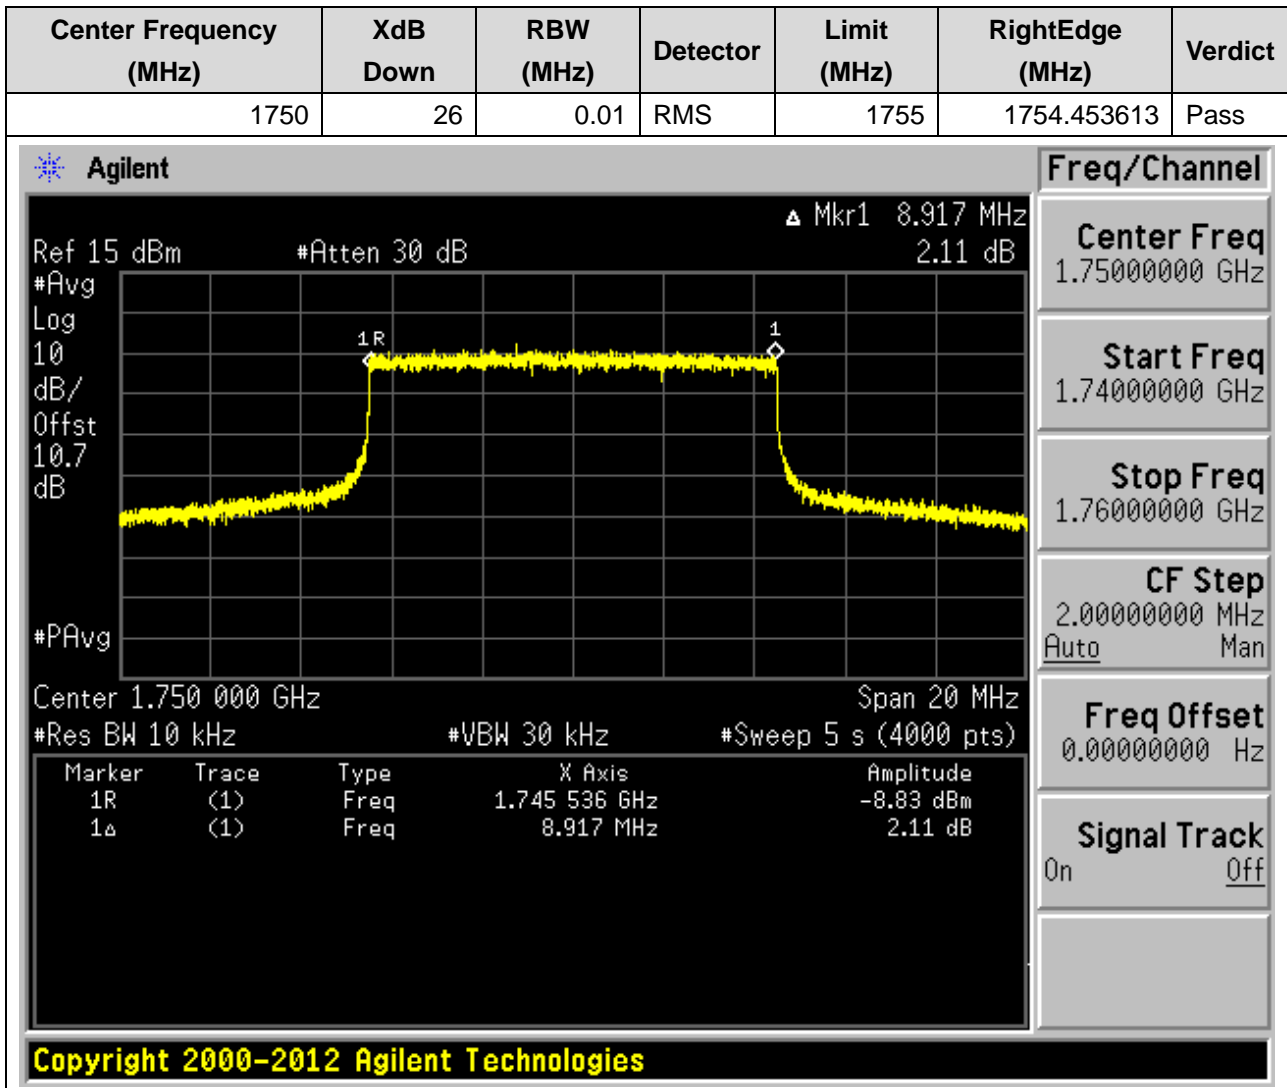 Center Frequency (MHz) XdB Down RBW (MHz) Detector Limit (MHz) RightEdge (MHz) Verdict
1750 26 0.01 RMS 1755 1754.453613 Pass
Agilent
Freq/Channel
Δ Mkr1 8.917 MHz
Ref 15 dBm #Atten 30 dB 2.11 dB
#Avg
Log
10
dB/
Offst
10.7
dB
1R
1
#PAvg
Center 1.750 000 GHz Span 20 MHz
#Res BW 10 kHz #VBW 30 kHz #Sweep 5 s (4000 pts)
Marker Trace Type X Axis Amplitude
1R (1) Freq 1.745 536 GHz -8.83 dBm
1Δ (1) Freq 8.917 MHz 2.11 dB
Center Freq
1.75000000 GHz
Start Freq
1.74000000 GHz
Stop Freq
1.76000000 GHz
CF Step
2.00000000 MHz
Auto Man
Freq Offset
0.00000000 Hz
Signal Track
On Off
Copyright 2000-2012 Agilent Technologies